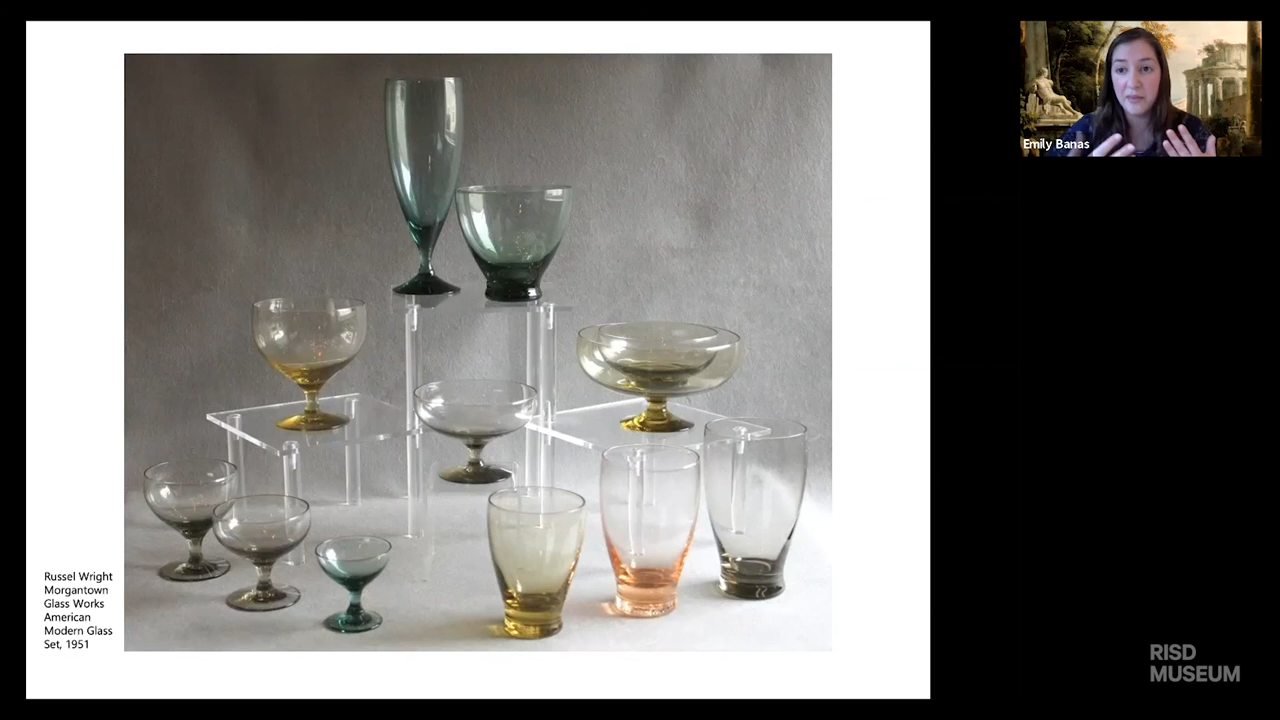 Russel Wright
Morgantown
Glass Works
American
Modern Glass
Set, 1951
Emily Banas
RISD
MUSEUM